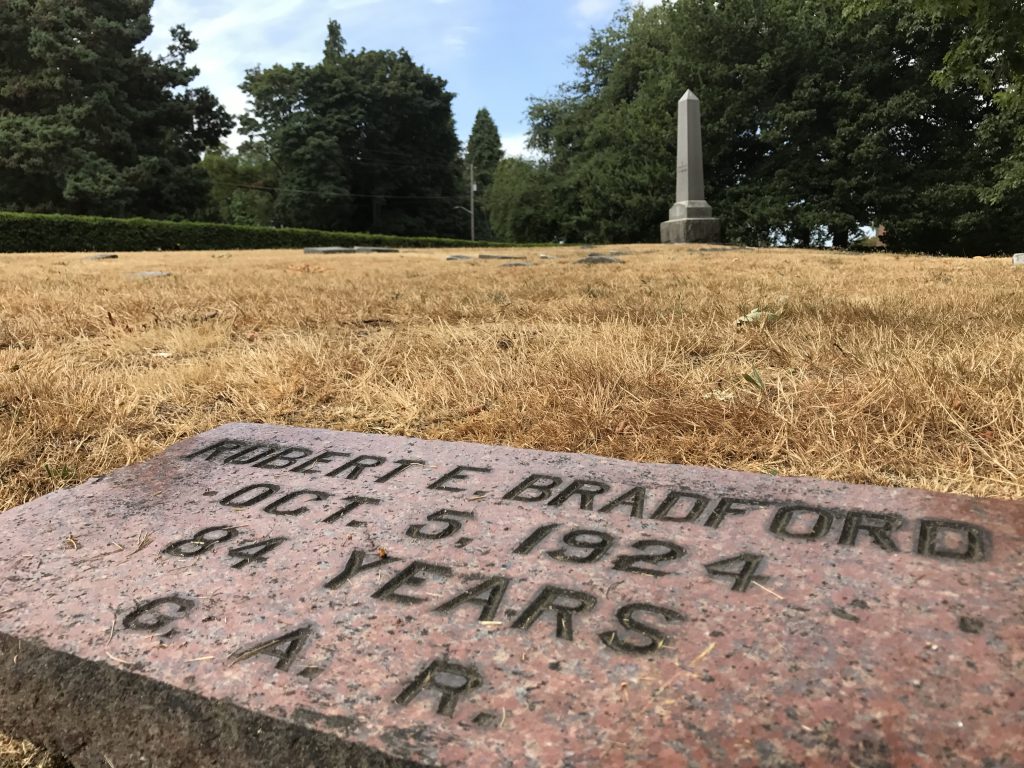 ROBERT E. BRADFORD
OCT. 5, 1924
84 YEARS
G. A. R.